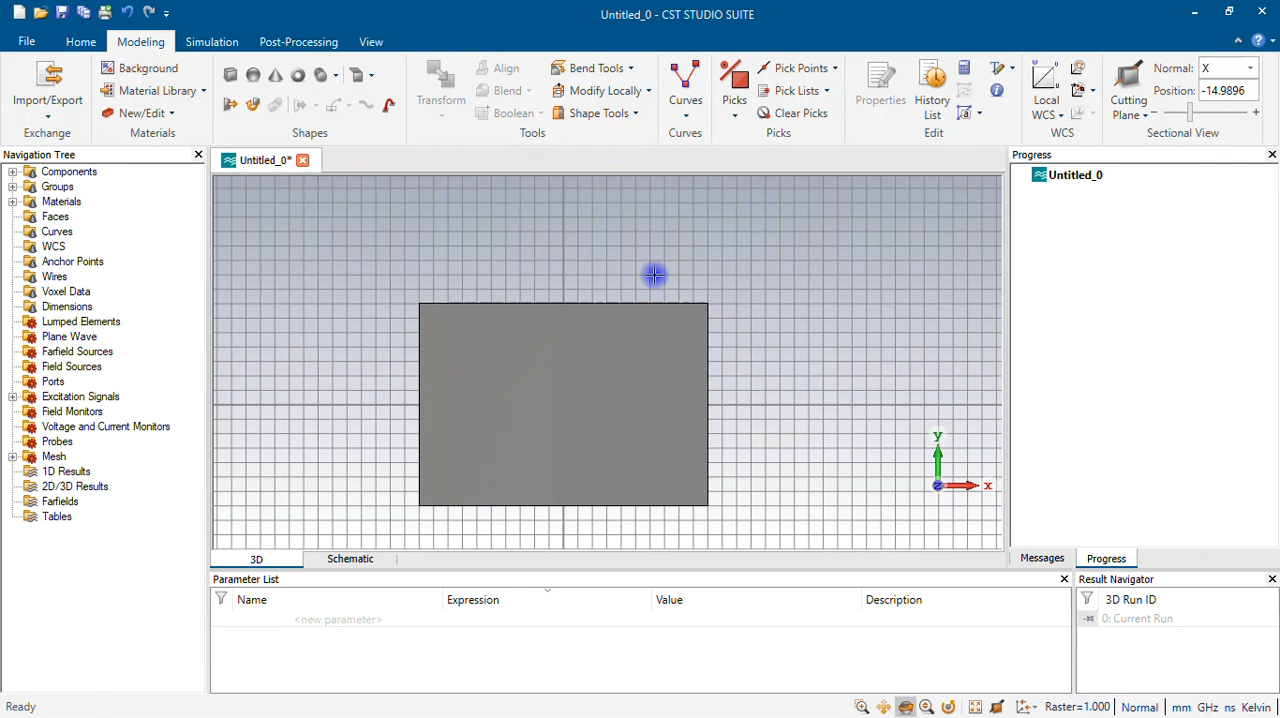 Untitled_0 - CST STUDIO SUITE
File Home Modeling Simulation Post-Processing View
Import/Export
Exchange
Background
Material Library
New/Edit
Materials
Shapes
Transform
Align
Blend
Boolean
Bend Tools
Modify Locally
Shape Tools
Tools
Curves
Curves
Picks
Pick Points
Pick Lists
Clear Picks
Picks
Properties
History
List
Edit
Local
WCS
WCS
Cutting
Plane
Normal: X
Position: -14.9896
Sectional View
Navigation Tree
Components
Groups
Materials
Faces
Curves
WCS
Anchor Points
Wires
Voxel Data
Dimensions
Lumped Elements
Plane Wave
Farfield Sources
Field Sources
Ports
Excitation Signals
Field Monitors
Voltage and Current Monitors
Probes
Mesh
1D Results
2D/3D Results
Farfields
Tables
Untitled_0*
y
x
z
3D Schematic
Progress
Untitled_0
Messages Progress
Parameter List
Name Expression Value Description
<new parameter>
Result Navigator
3D Run ID
0: Current Run
Ready
Raster=1.000 Normal mm GHz ns Kelvin